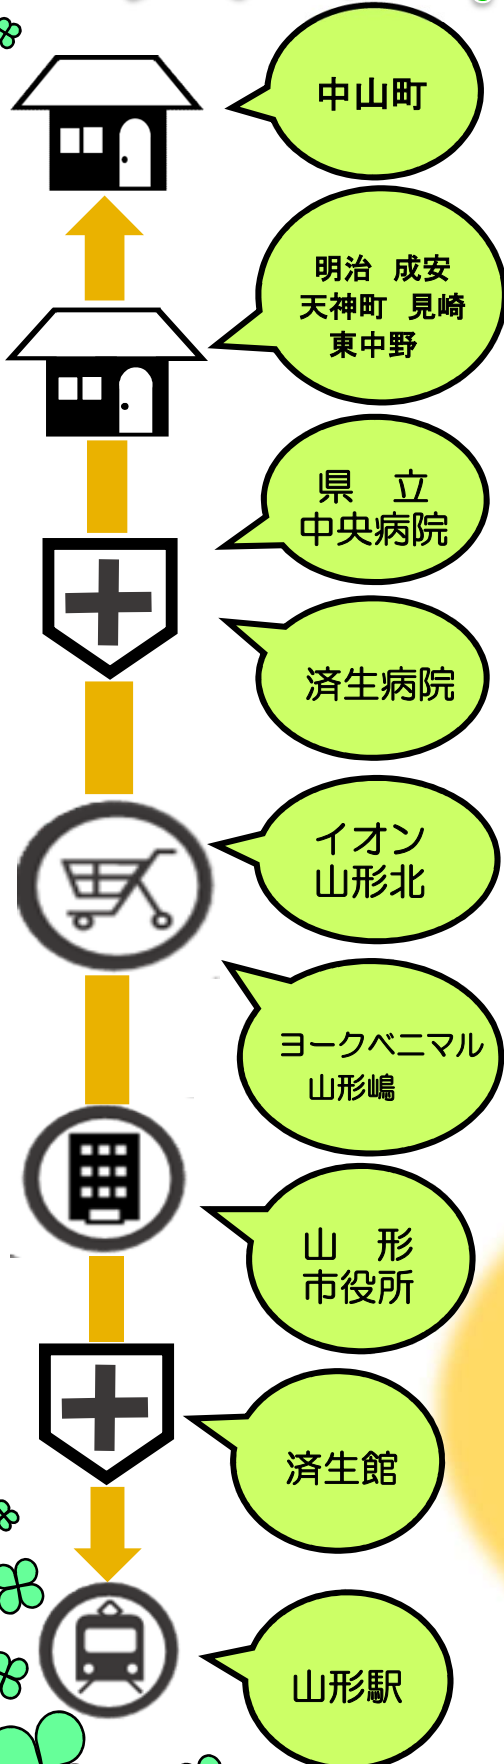 中山町
明治　成安
天神町　見崎
東中野
県　立
中央病院
済生病院
イオン
山形北
ヨークベニマル
山形嶋
山　形
市役所
済生館
山形駅